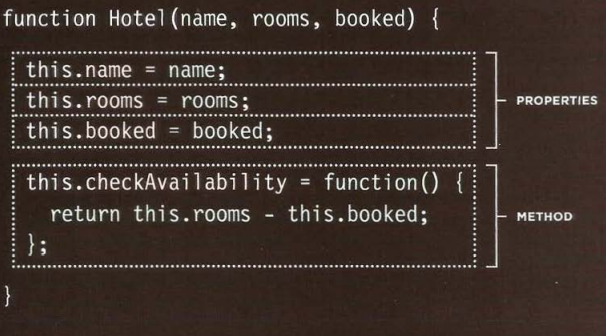 function Hotel(name, rooms, booked) {
this.name = name;
this.rooms = rooms;
this.booked = booked;
PROPERTIES
this.checkAvailability = function() {
return this.rooms - this.booked;
};
METHOD
}